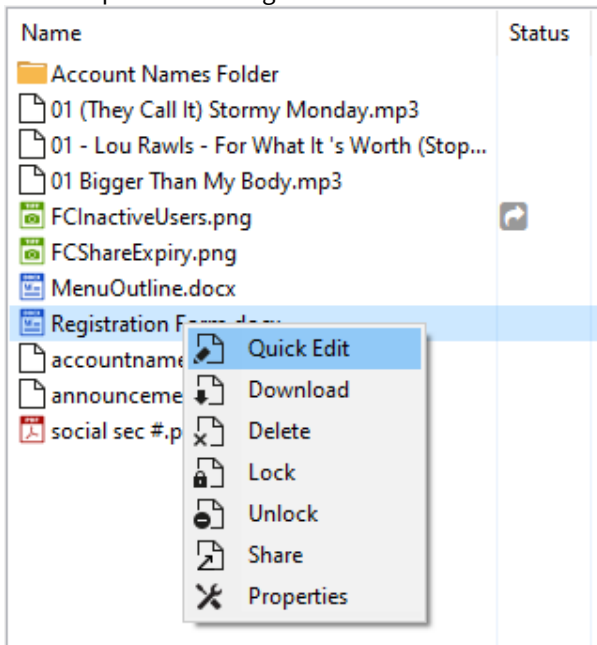 Name Status
Account Names Folder
01 (They Call It) Stormy Monday.mp3
01 - Lou Rawls - For What It 's Worth (Stop...
01 Bigger Than My Body.mp3
FCInactiveUsers.png
FCShareExpiry.png
MenuOutline.docx
Registration Form.docx
accountname
announceme
social sec #.p
Quick Edit
Download
Delete
Lock
Unlock
Share
Properties